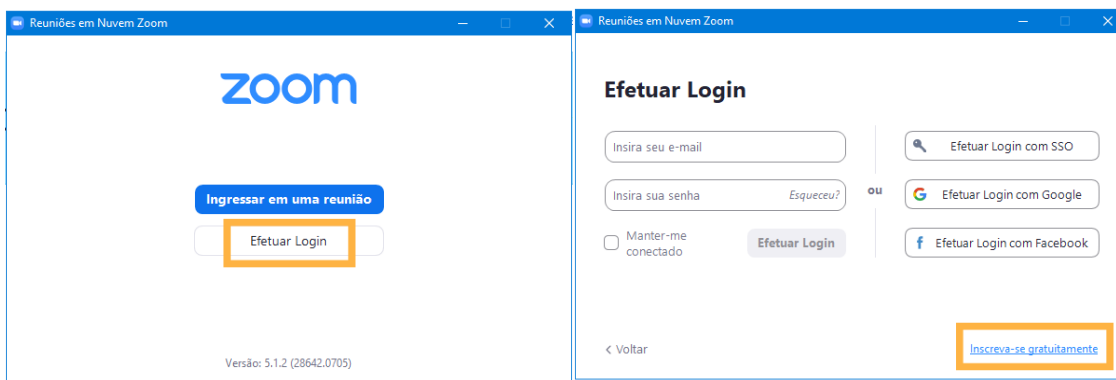 Reuniões em Nuvem Zoom
zoom
Ingressar em uma reunião
Efetuar Login
Versão: 5.1.2 (28642.0705)
Reuniões em Nuvem Zoom
Efetuar Login
Insira seu e-mail
Insira sua senha Esqueceu?
Manter-me
conectado
Efetuar Login
ou
Efetuar Login com SSO
Efetuar Login com Google
Efetuar Login com Facebook
Voltar
Inscreva-se gratuitamente